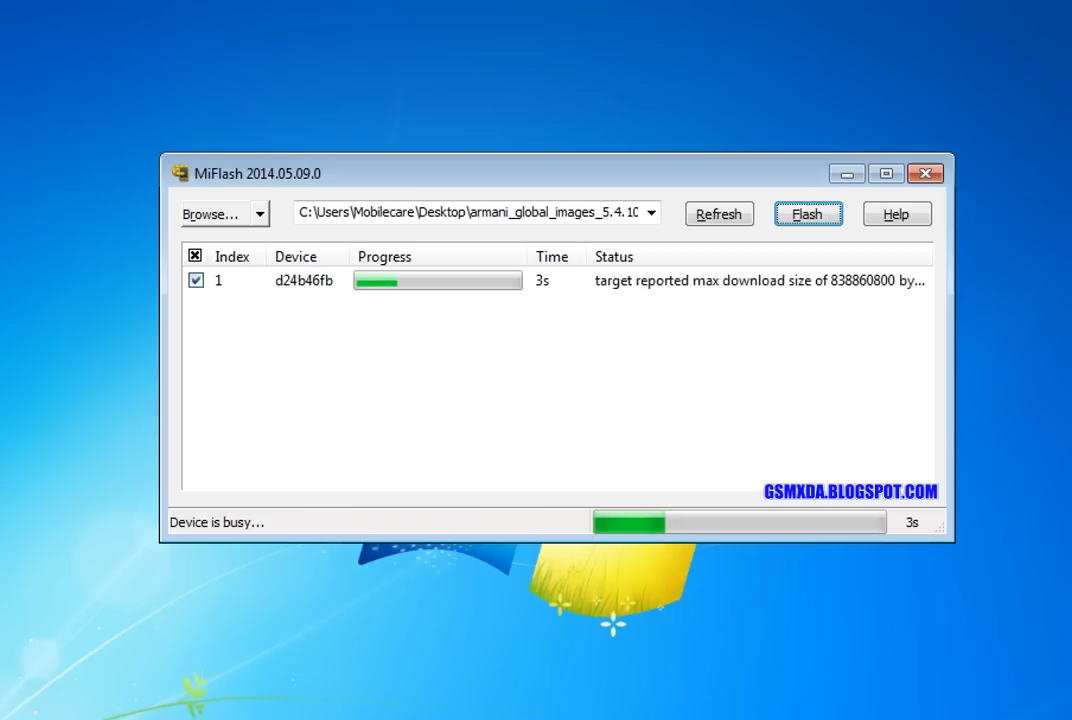 MiFlash 2014.05.09.0
Browse... C:\Users\Mobilecare\Desktop\armani_global_images_5.4.10 Refresh Flash Help
Index Device Progress Time Status
1 d24b46fb 3s target reported max download size of 838860800 by...
GSMXDA.BLOGSPOT.COM
Device is busy... 3s